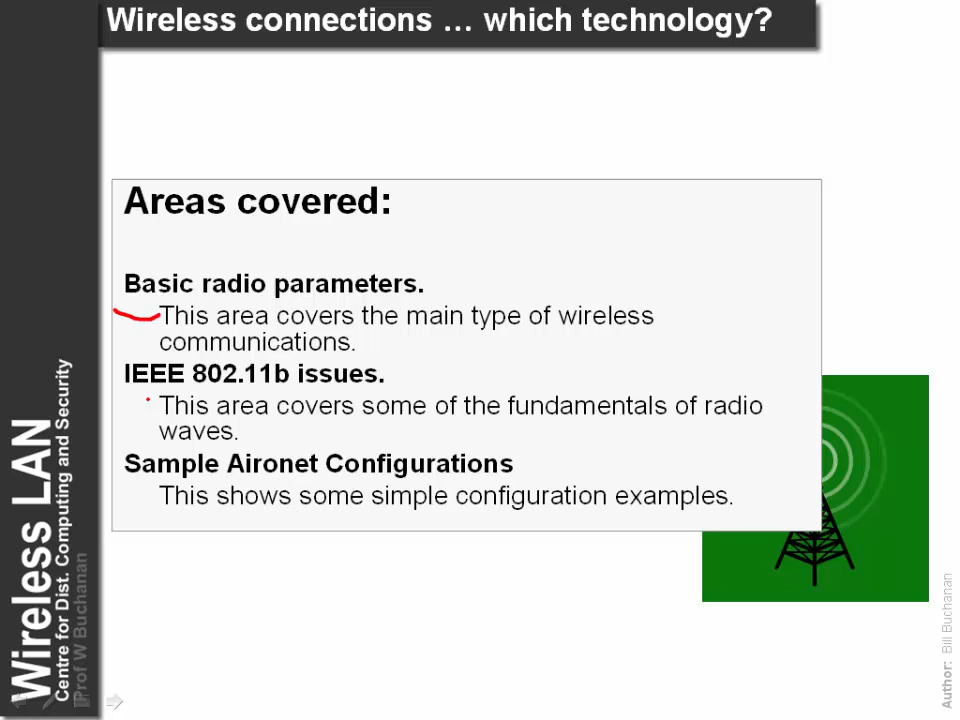 Wireless connections … which technology?
Areas covered:
Basic radio parameters.
This area covers the main type of wireless
communications.
IEEE 802.11b issues.
This area covers some of the fundamentals of radio
waves.
Sample Aironet Configurations
This shows some simple configuration examples.
Wireless LAN
Centre for Dist. Computing and Security
Prof W Buchanan
Author: Bill Buchanan